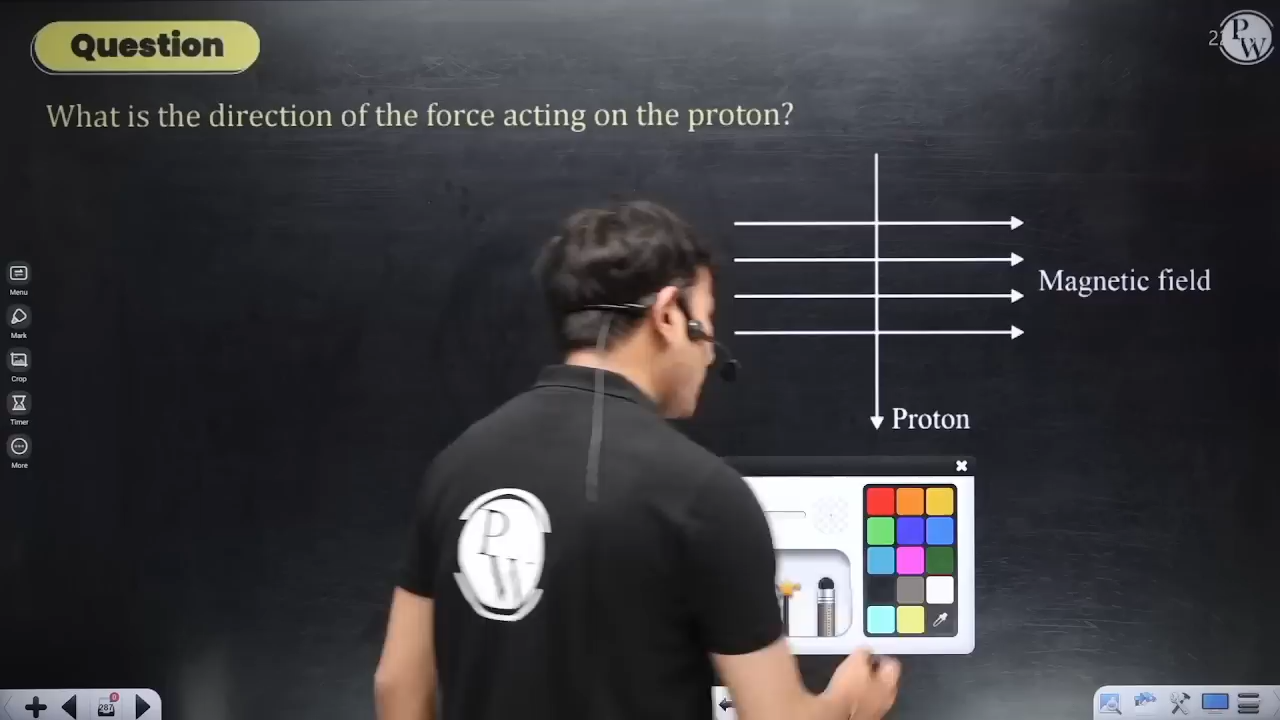 Question
What is the direction of the force acting on the proton?
Magnetic field
Proton
Menu
Mark
Crop
Timer
More
P
W
P
W
287